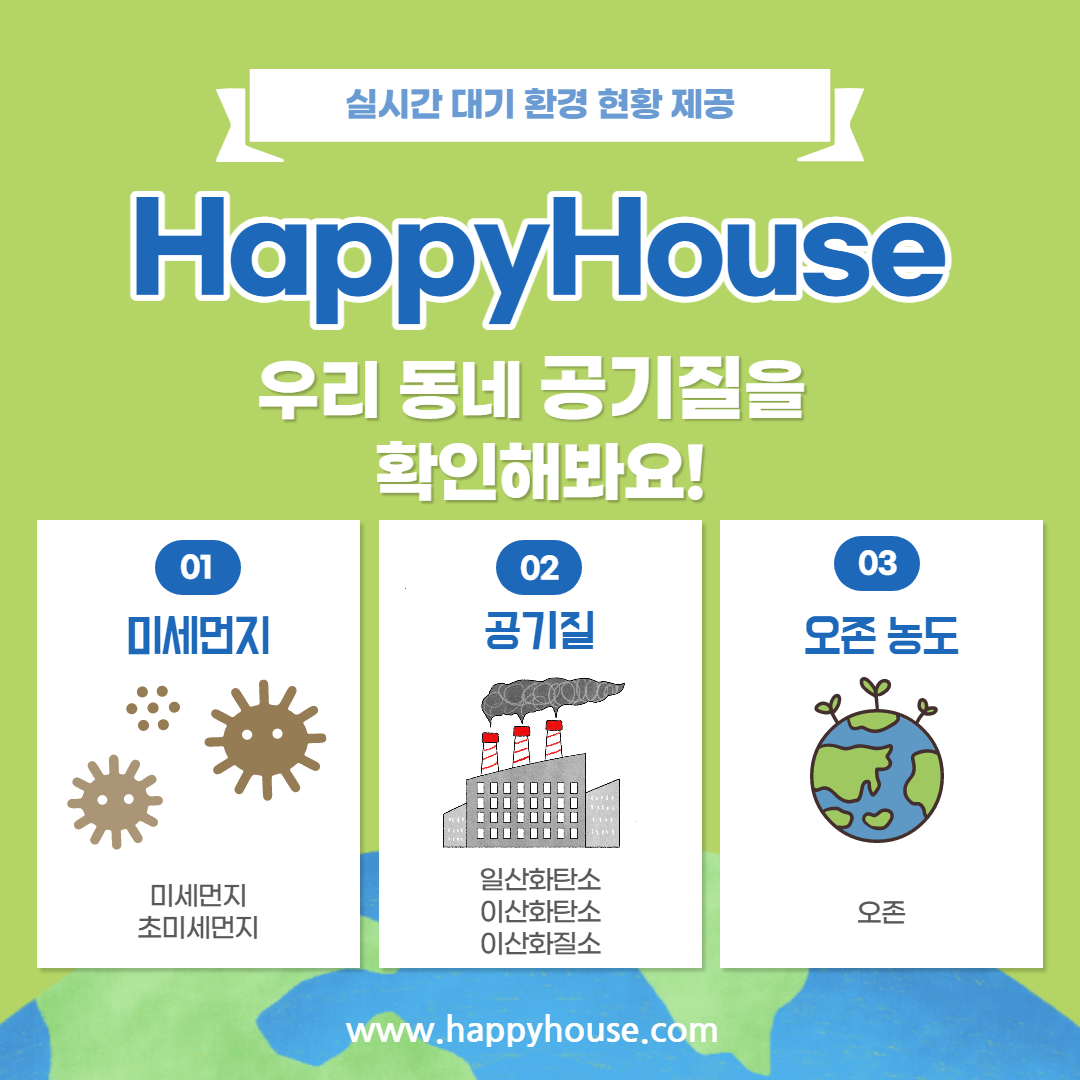 실시간 대기 환경 현황 제공
HappyHouse
우리 동네 공기질을
확인해봐요!
01
미세먼지
미세먼지
초미세먼지
02
공기질
일산화탄소
이산화탄소
이산화질소
03
오존 농도
오존
www.happyhouse.com